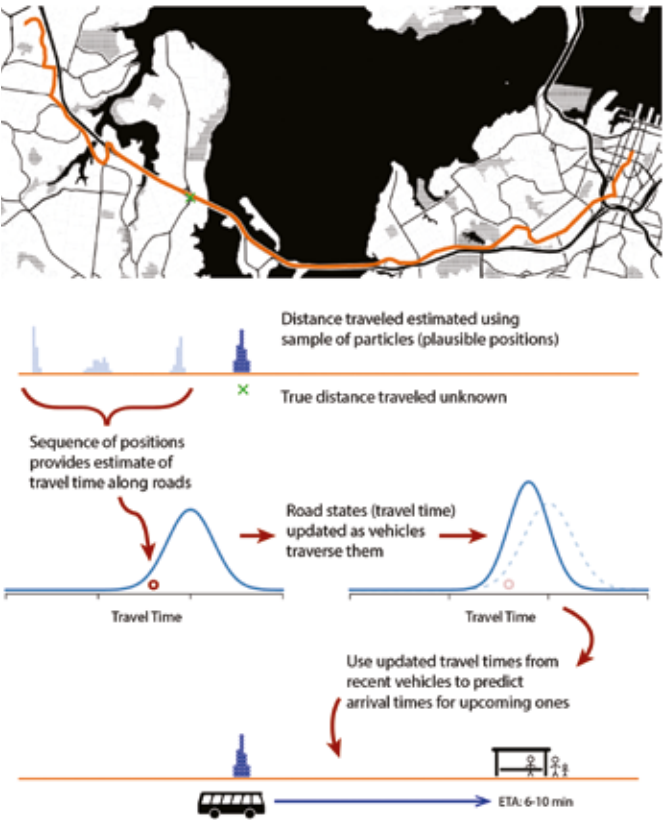 Distance traveled estimated using
sample of particles (plausible positions)
True distance traveled unknown
Sequence of positions
provides estimate of
travel time along roads
Road states (travel time)
updated as vehicles
traverse them
Travel Time
Travel Time
Use updated travel times from
recent vehicles to predict
arrival times for upcoming ones
ETA: 6-10 min